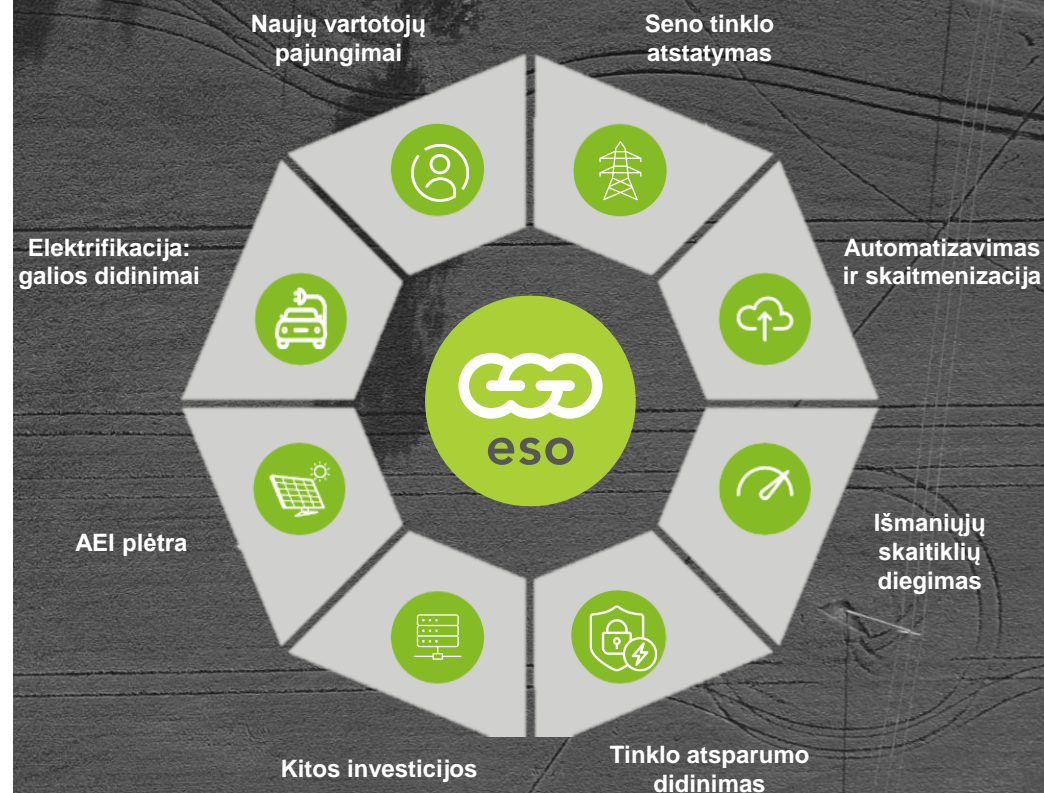 Naujų vartotojų
pajungimai
Seno tinklo
atstatymas
Elektrifikacija:
galios didinimai
Automatizavimas
ir skaitmenizacija
eso
AEI plėtra
Išmaniųjų
skaitiklių
diegimas
Kitos investicijos
Tinklo atsparumo
didinimas